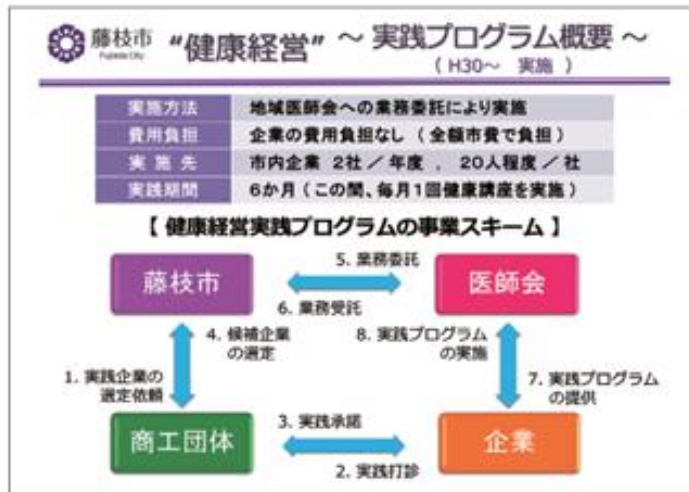 藤枝市
Fujieda City
“健康経営” ～ 実践プログラム概要 ～
( H30～　実施 )
実施方法　地域医師会への業務委託により実施
費用負担　企業の費用負担なし（全額市費で負担）
実 施 先　市内企業 2社／年度 , 20人程度／社
実践期間　6か月（この間、毎月1回健康講座を実施）
【 健康経営実践プログラムの事業スキーム 】
藤枝市
5. 業務委託
6. 業務受託
医師会
4. 候補企業
の選定
8. 実践プログラム
の実施
1. 実践企業の
選定依頼
7. 実践プログラム
の提供
商工団体
3. 実践承諾
2. 実践打診
企業